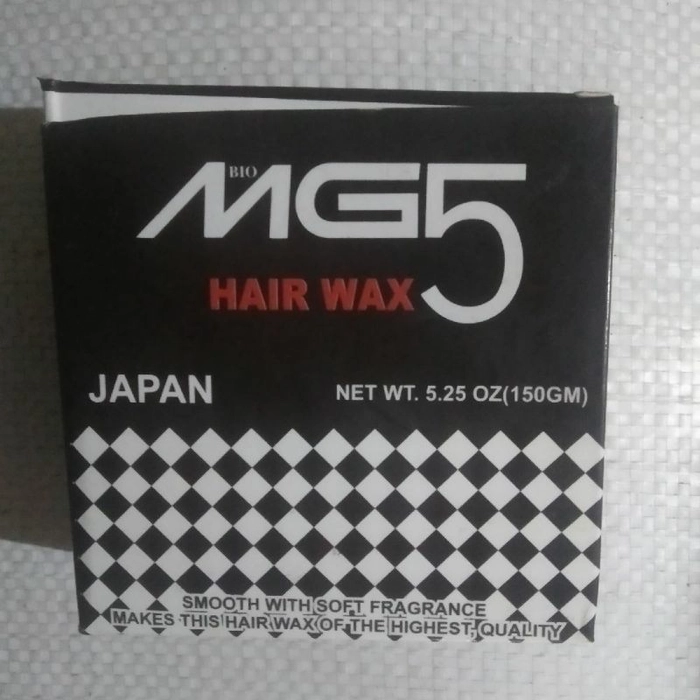 BIO
MG5
HAIR WAX
JAPAN
NET WT. 5.25 OZ(150GM)
SMOOTH WITH SOFT FRAGRANCE
MAKES THIS HAIR WAX OF THE HIGHEST, QUALITY